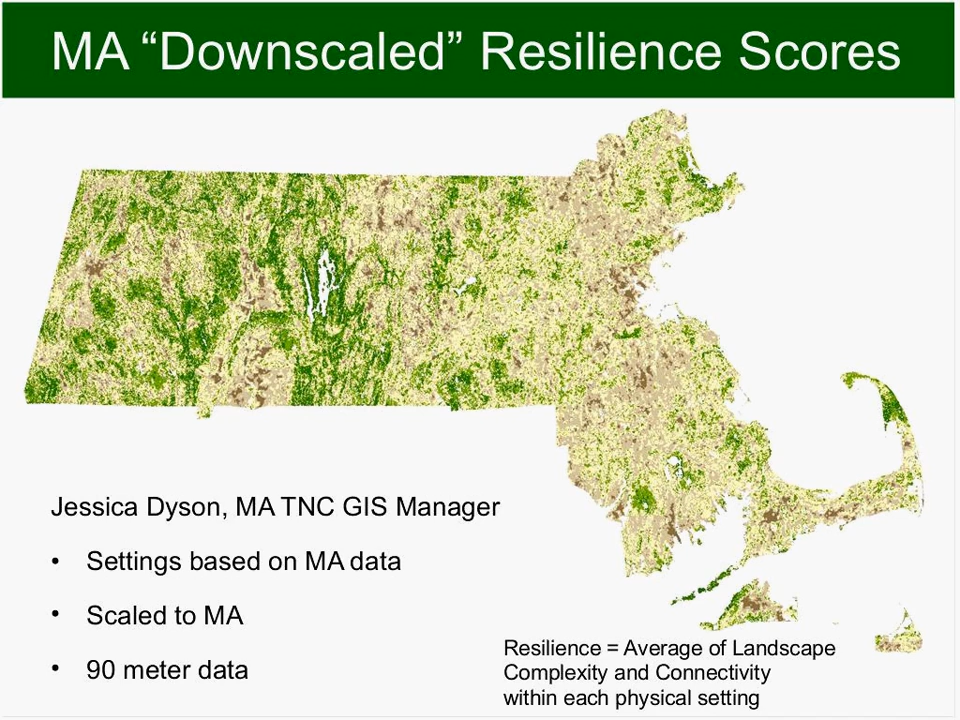 MA “Downscaled” Resilience Scores
Jessica Dyson, MA TNC GIS Manager
• Settings based on MA data
• Scaled to MA
• 90 meter data
Resilience = Average of Landscape
Complexity and Connectivity
within each physical setting